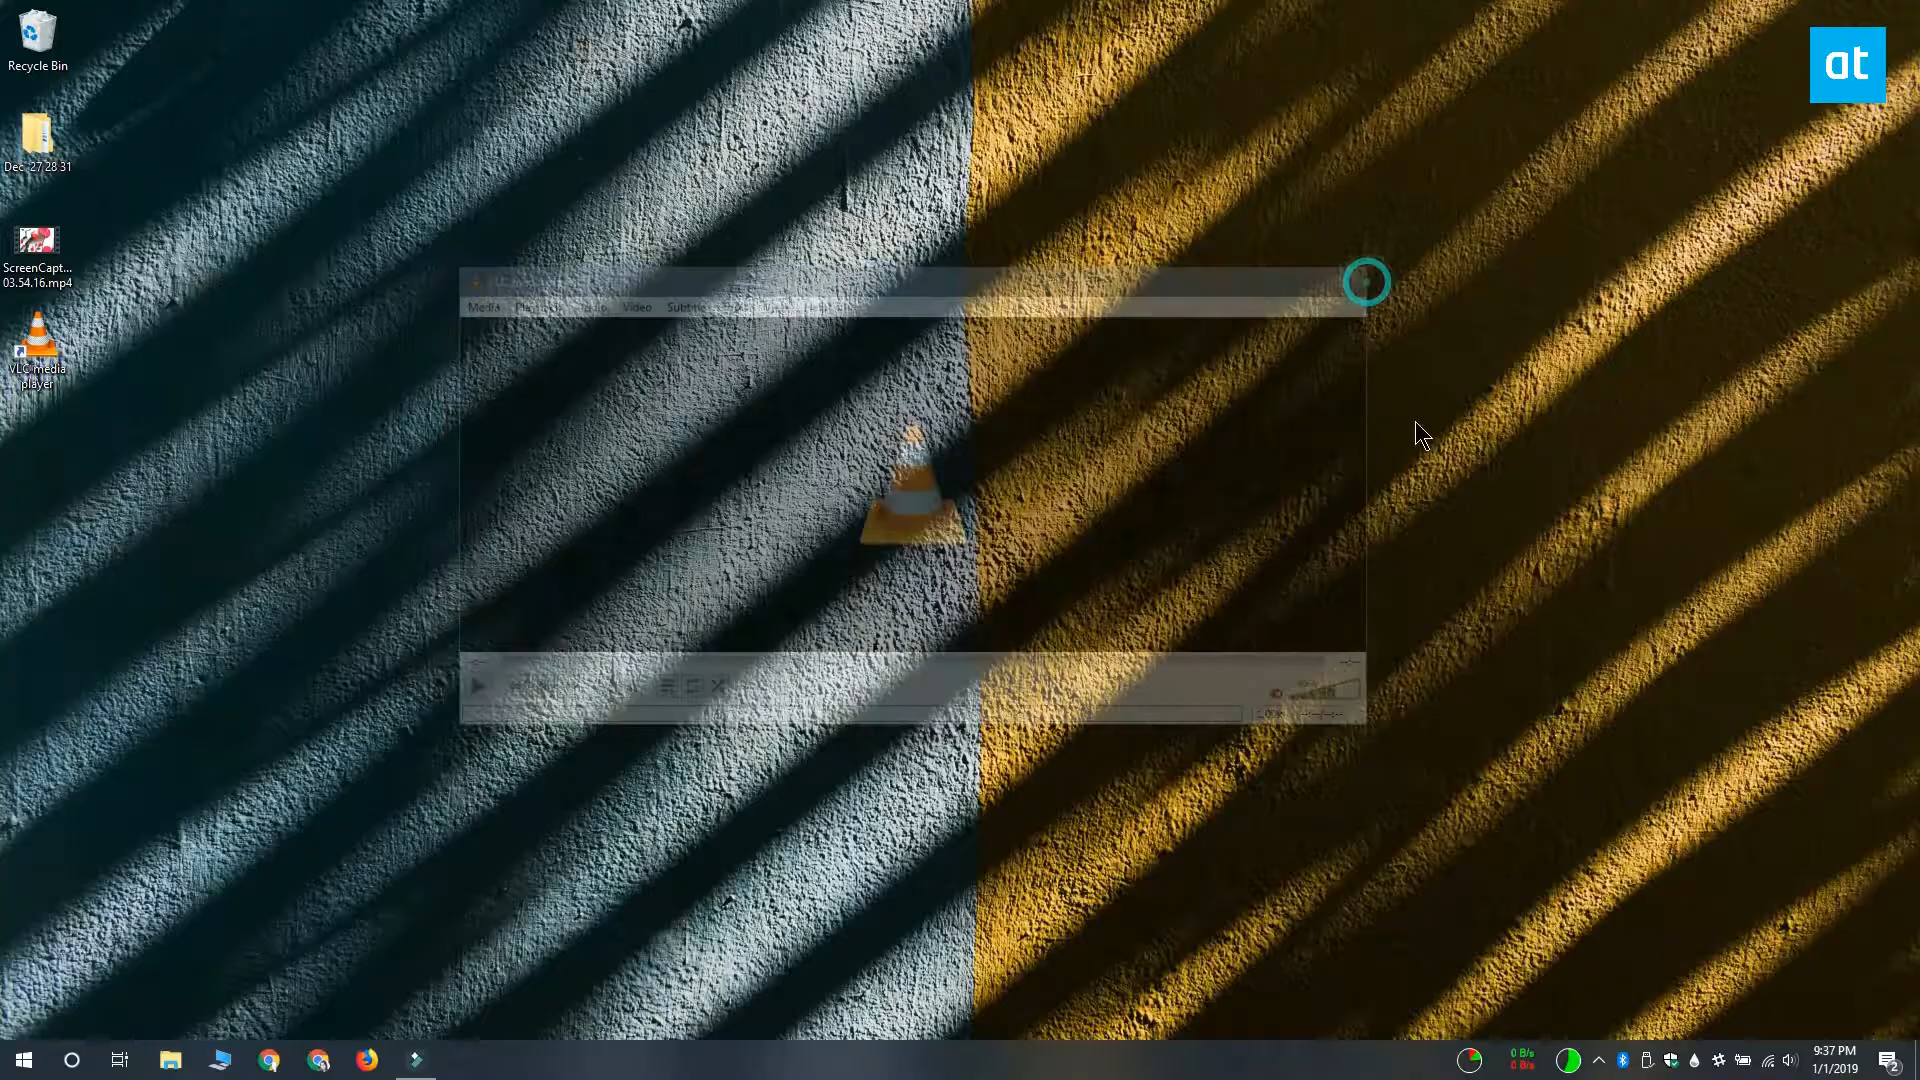 Recycle Bin
at
Dec 27 28 31
ScreenCapt...
03.54.16.mp4
Media
Video
VLC media
player
0 B/s
0 B/s
9:37 PM
1/1/2019
2